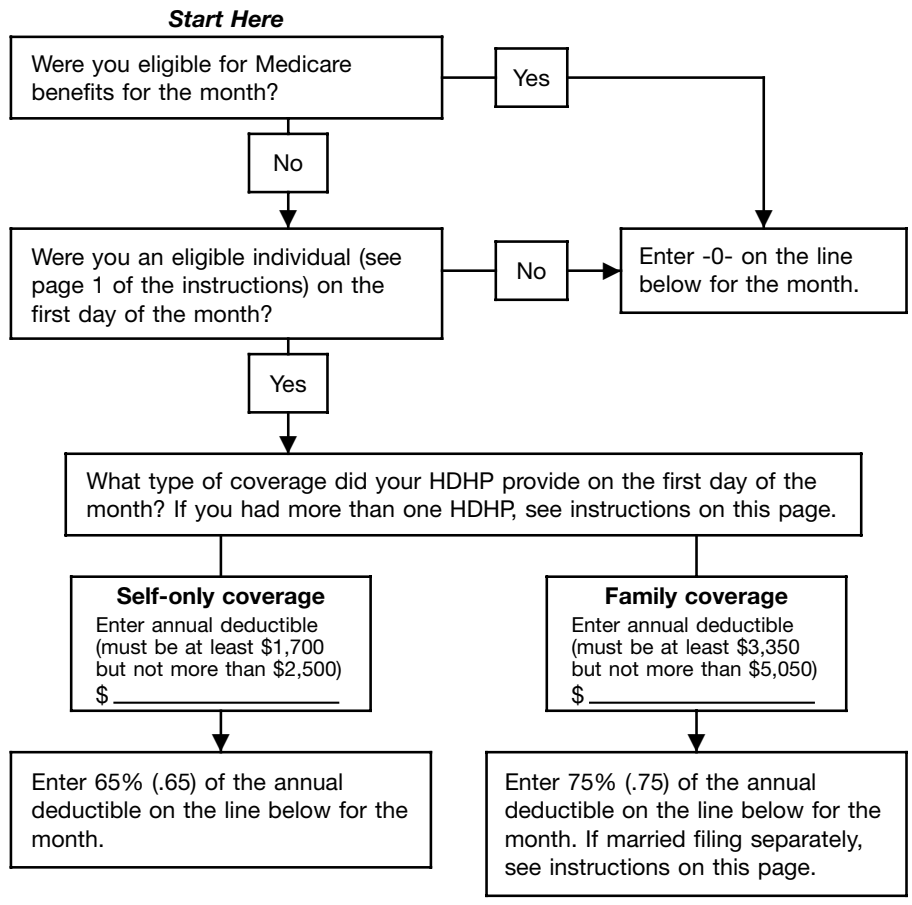 Start Here
Were you eligible for Medicare
benefits for the month?
Yes
No
Were you an eligible individual (see
page 1 of the instructions) on the
first day of the month?
No
Enter -0- on the line
below for the month.
Yes
What type of coverage did your HDHP provide on the first day of the
month? If you had more than one HDHP, see instructions on this page.
Self-only coverage
Enter annual deductible
(must be at least $1,700
but not more than $2,500)
$
Family coverage
Enter annual deductible
(must be at least $3,350
but not more than $5,050)
$
Enter 65% (.65) of the annual
deductible on the line below for the
month.
Enter 75% (.75) of the annual
deductible on the line below for the
month. If married filing separately,
see instructions on this page.